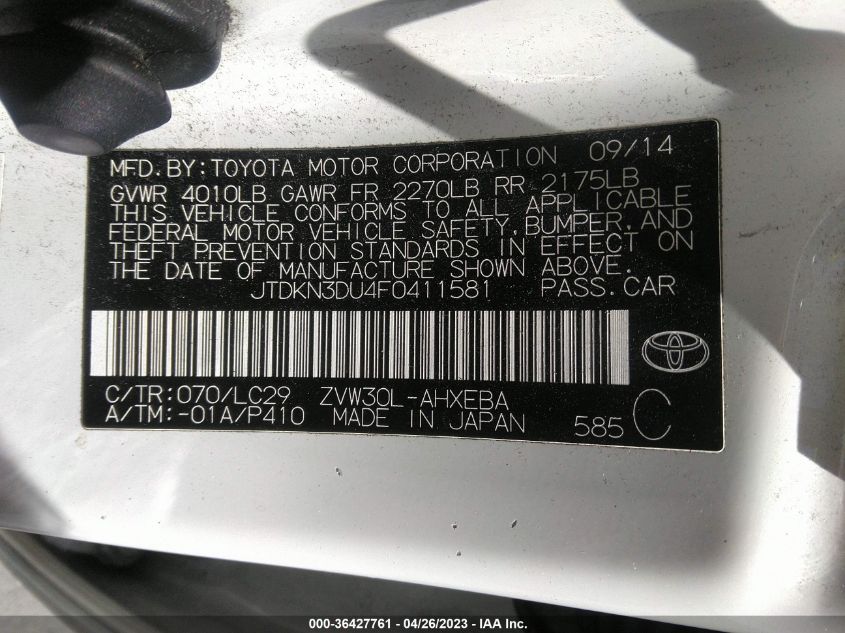 MFD.BY:TOYOTA MOTOR CORPORATION 09/14
GVWR 4010LB GAWR FR 2270LB RR 2175LB
THIS VEHICLE CONFORMS TO ALL APPLICABLE
FEDERAL MOTOR VEHICLE SAFETY,BUMPER,AND
THEFT PREVENTION STANDARDS IN EFFECT ON
THE DATE OF MANUFACTURE SHOWN ABOVE.
JTDKN3DU4F0411581 PASS.CAR
C/TR:070/LC29 ZVW30L-AHXEBA
A/TM:-01A/P410 MADE IN JAPAN 585 C
000-36427761 - 04/26/2023 - IAA Inc.